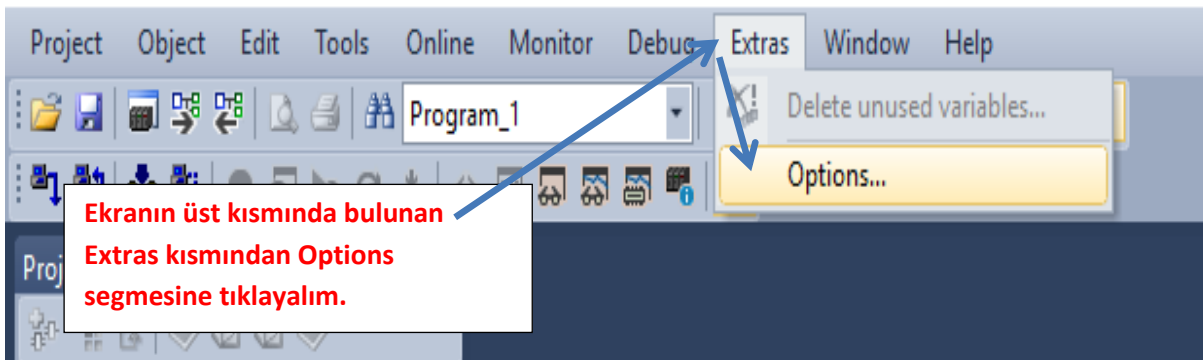 Project Object Edit Tools Online Monitor Debug Extras Window Help
Program_1
Delete unused variables...
Options...
Ekranın üst kısmında bulunan
Extras kısmından Options
segmesine tıklayalım.
Proj